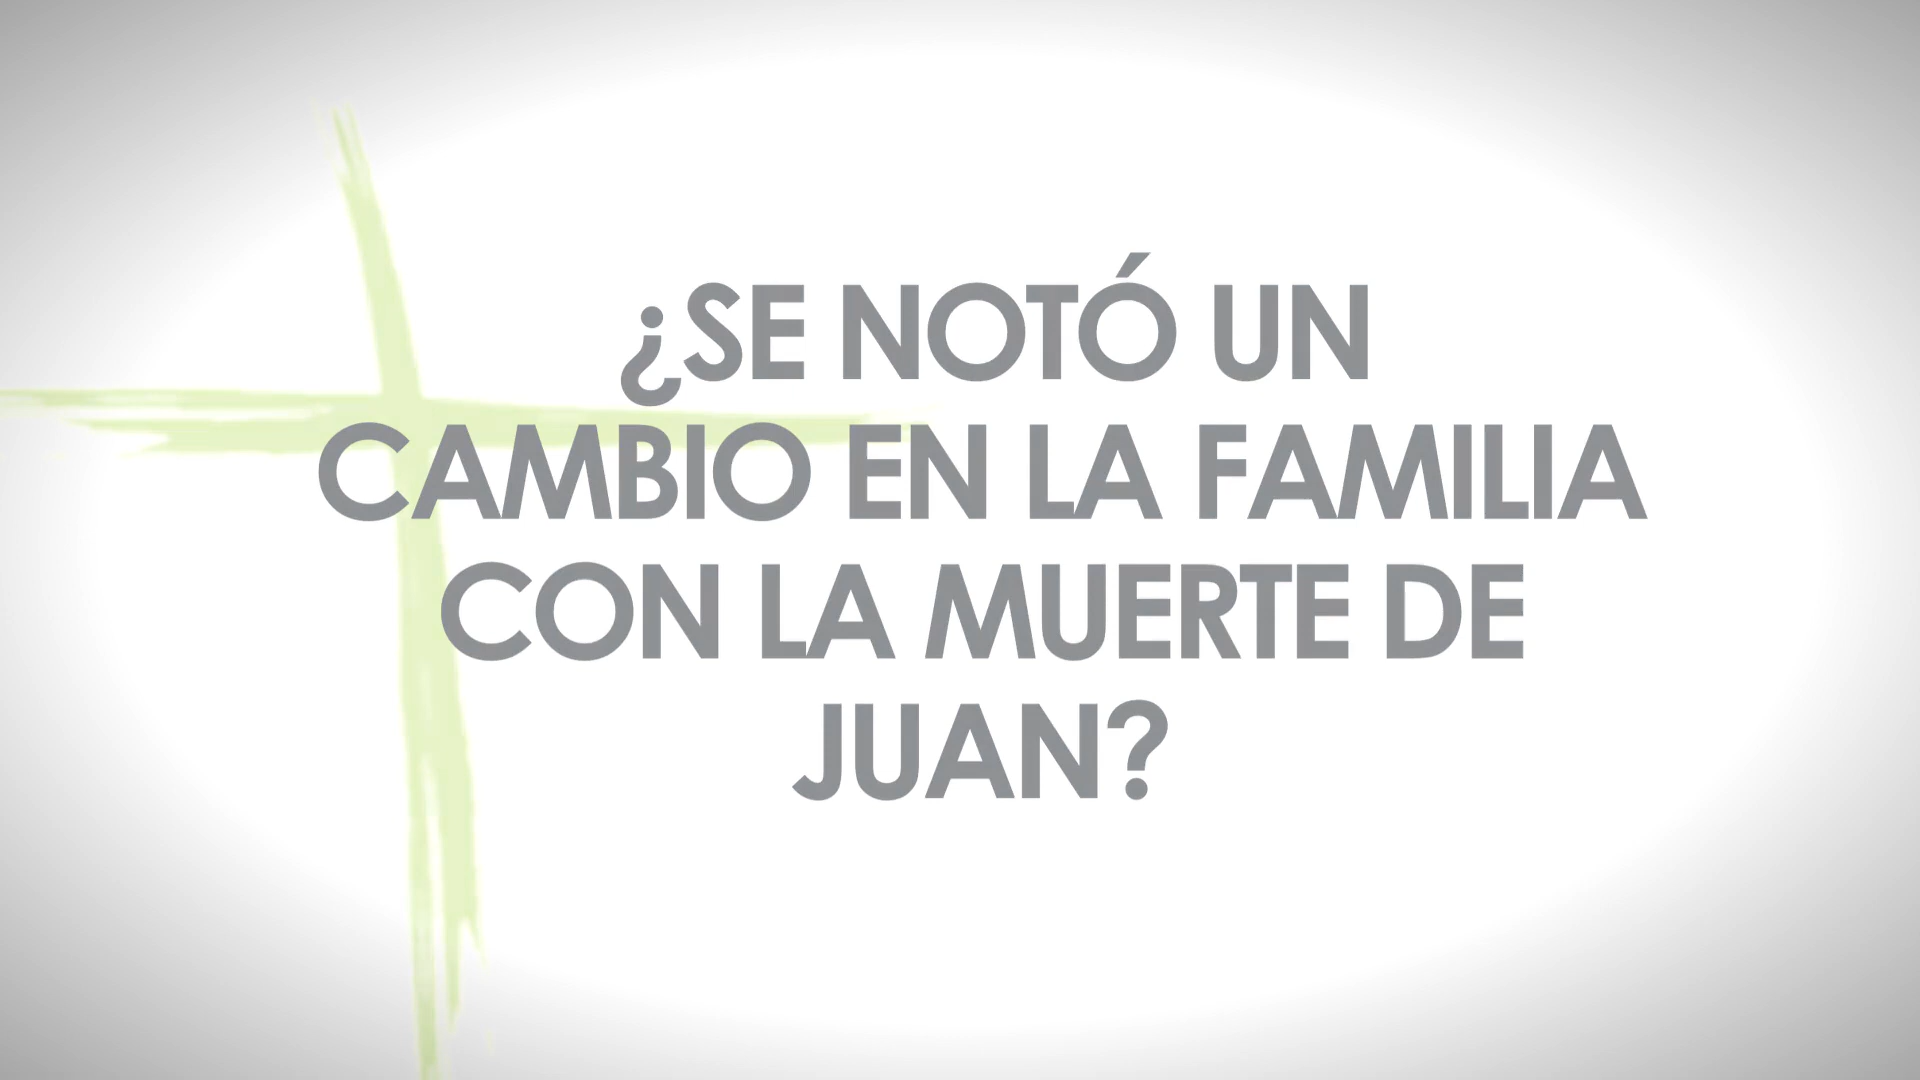 ¿SE NOTÓ UN
CAMBIO EN LA FAMILIA
CON LA MUERTE DE
JUAN?